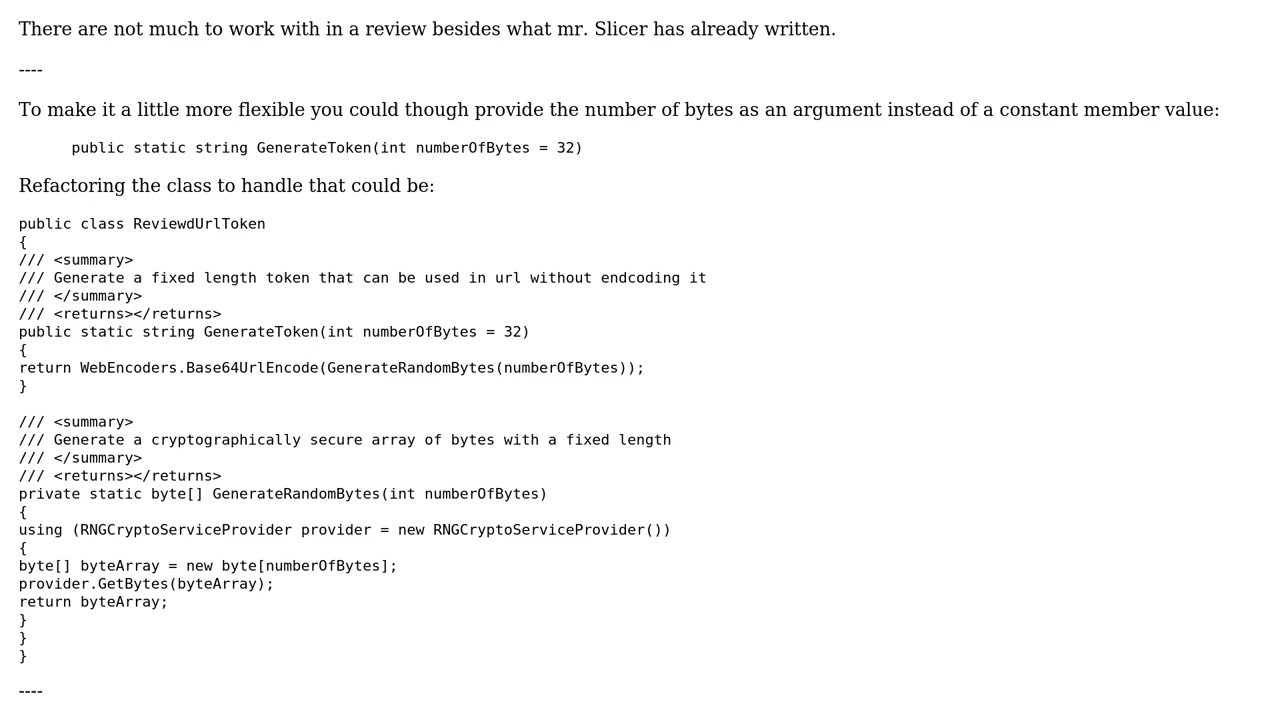 There are not much to work with in a review besides what mr. Slicer has already written.
----
To make it a little more flexible you could though provide the number of bytes as an argument instead of a constant member value:
public static string GenerateToken(int numberOfBytes = 32)
Refactoring the class to handle that could be:
public class ReviewdUrlToken
{
/// <summary>
/// Generate a fixed length token that can be used in url without endcoding it
/// </summary>
/// <returns></returns>
public static string GenerateToken(int numberOfBytes = 32)
{
return WebEncoders.Base64UrlEncode(GenerateRandomBytes(numberOfBytes));
}

/// <summary>
/// Generate a cryptographically secure array of bytes with a fixed length
/// </summary>
/// <returns></returns>
private static byte[] GenerateRandomBytes(int numberOfBytes)
{
using (RNGCryptoServiceProvider provider = new RNGCryptoServiceProvider())
{
byte[] byteArray = new byte[numberOfBytes];
provider.GetBytes(byteArray);
return byteArray;
}
}
}
----